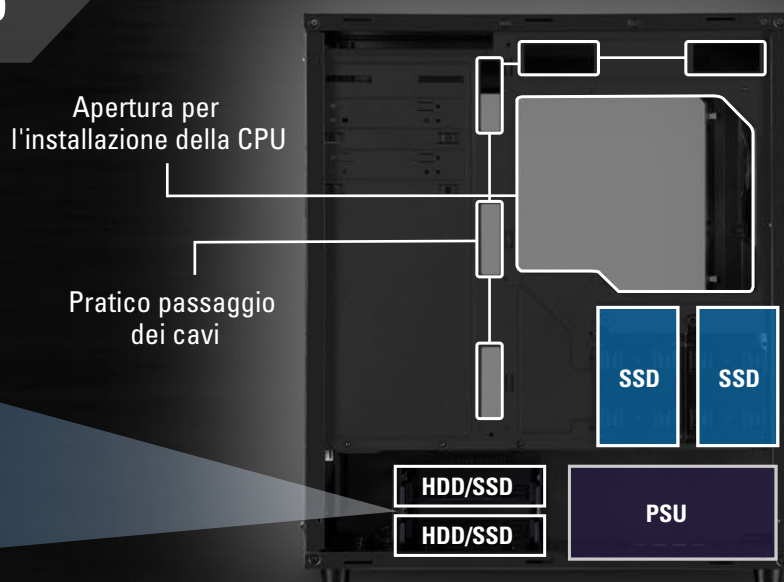 Apertura per
l'installazione della CPU
Pratico passaggio
dei cavi
SSD
SSD
HDD/SSD
HDD/SSD
PSU